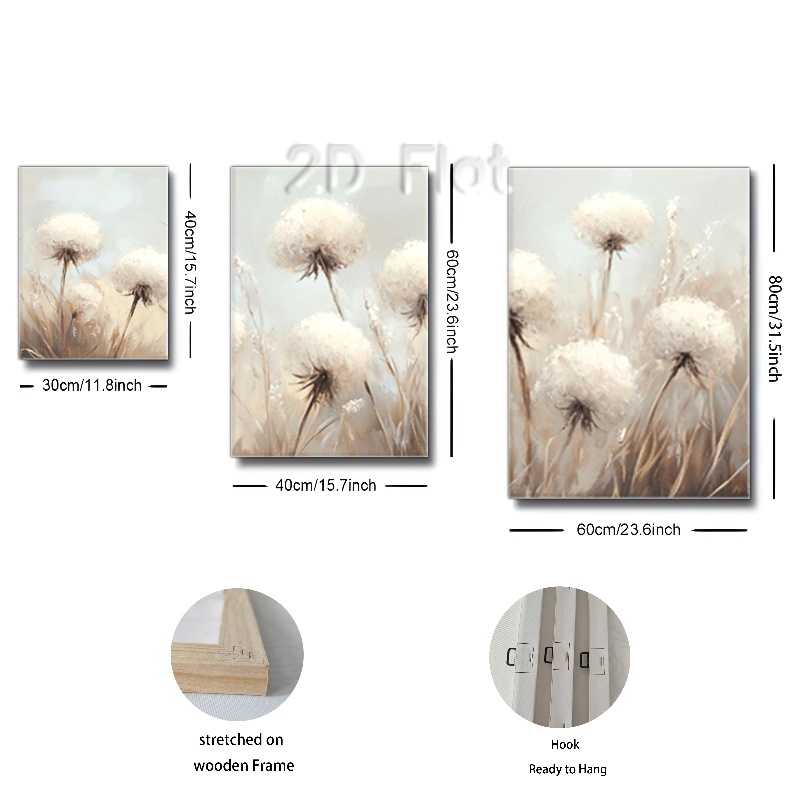 2D Flat
40cm/15.7inch
30cm/11.8inch
60cm/23.6inch
40cm/15.7inch
80cm/31.5inch
60cm/23.6inch
stretched on
wooden Frame
Hook
Ready to Hang